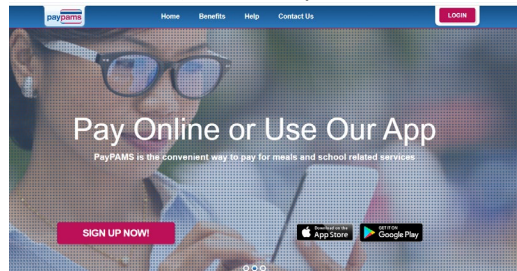 paypams
Home Benefits Help Contact Us
LOGIN
Pay Online or Use Our App
PayPAMS is the convenient way to pay for meals and school related services
SIGN UP NOW!
Download on the
App Store
GET IT ON
Google Play